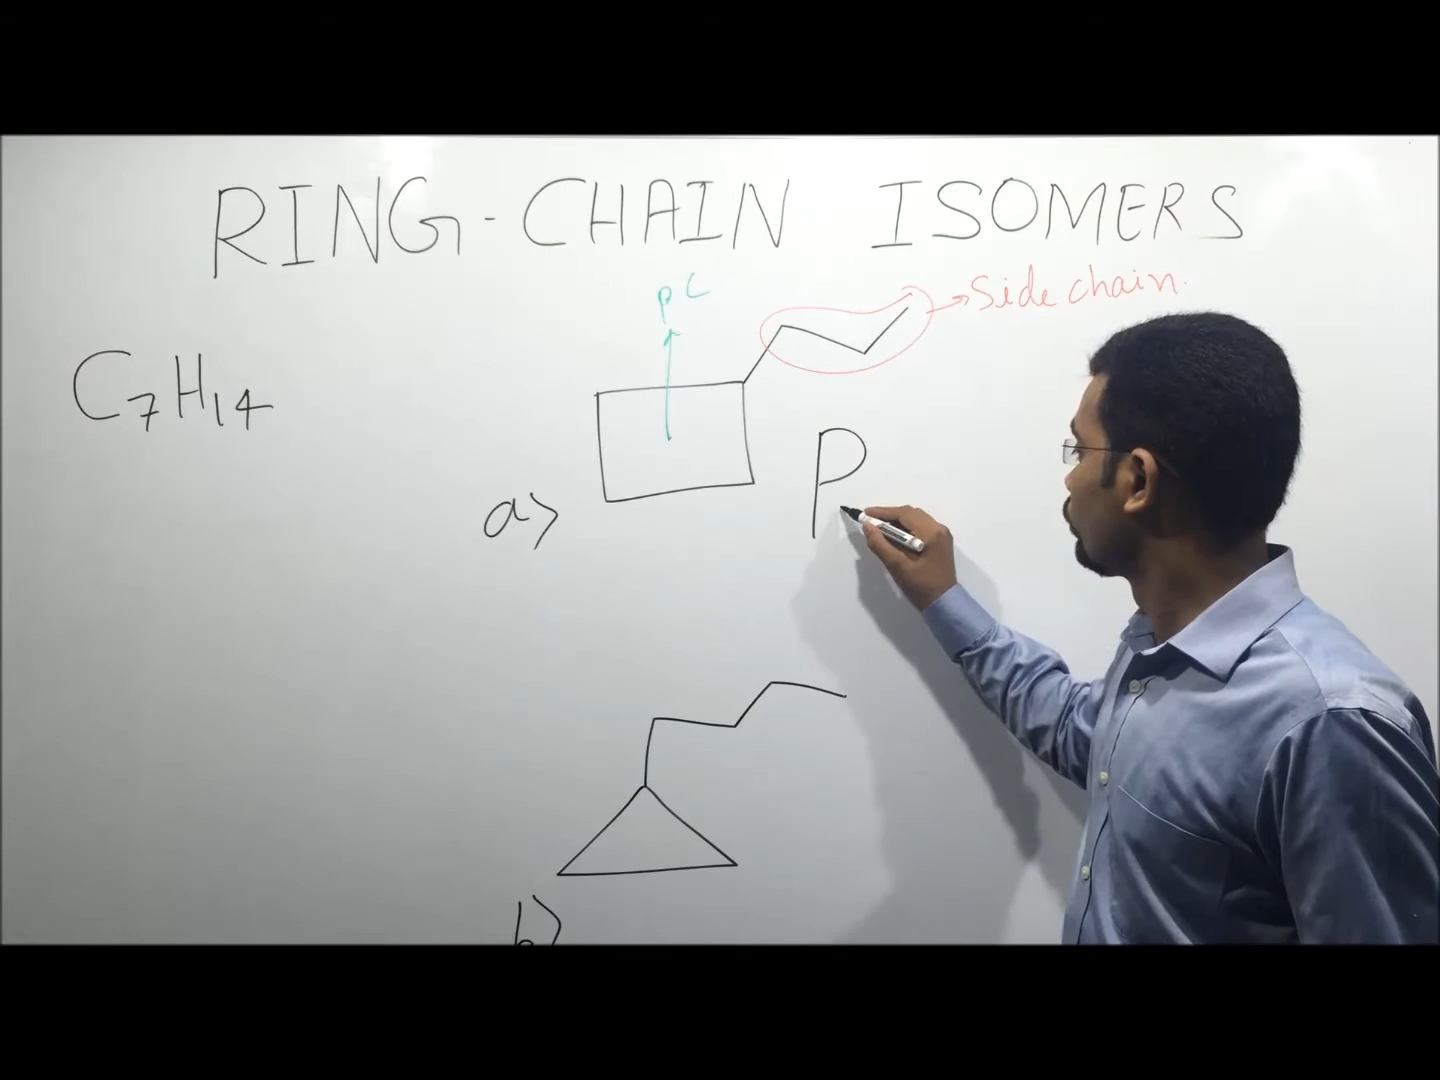 RING-CHAIN ISOMERS
pC
Side chain.
C₇H₁₄
P
a)
b)